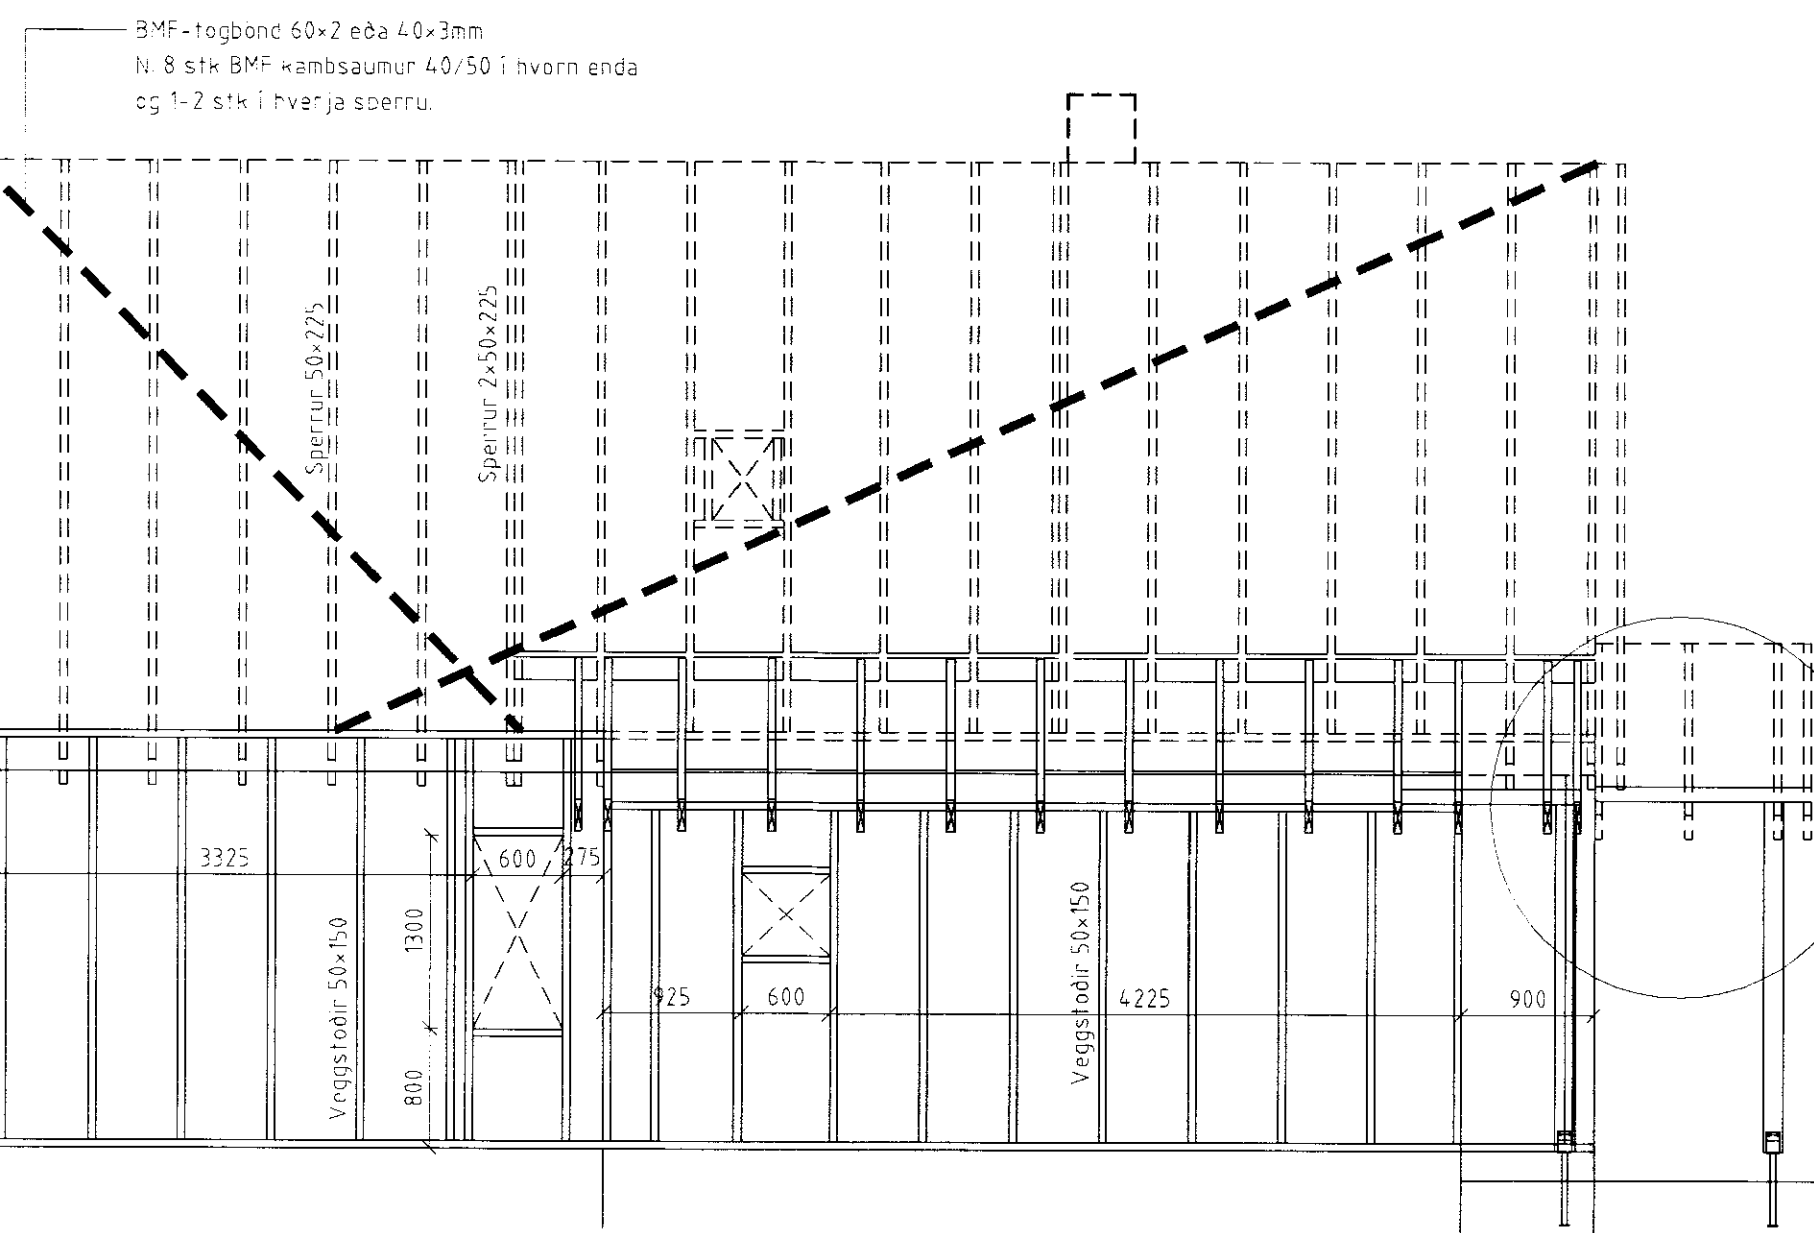 BMF-togbönd 60×2 eða 40×3mm
N. 8 stk BMF kambsaumur 40/50 í hvorn enda
og 1-2 stk í hverja sperru.
Sperrur 50×225
Sperrur 2×50×225
3325
600
275
1300
800
Veggstoðir 50×150
925
600
4225
900
Veggstoðir 50×150